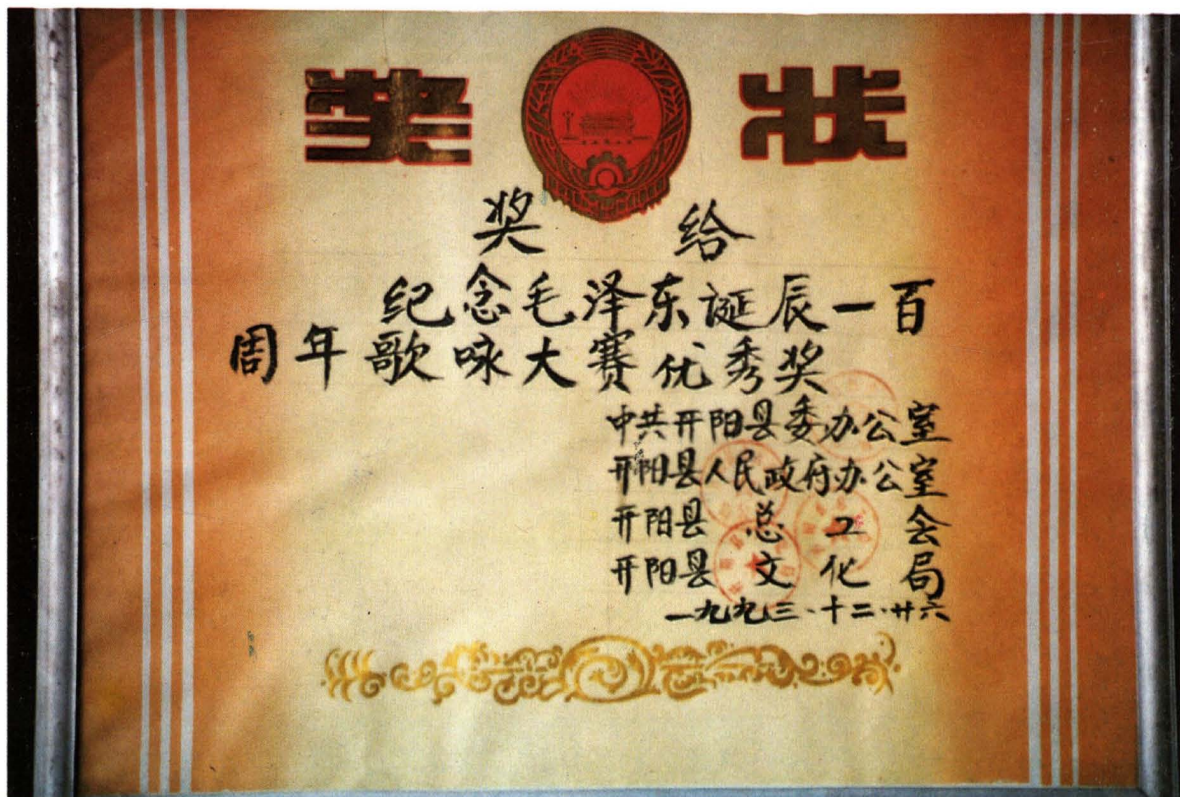 奖状
奖给
纪念毛泽东诞辰一百
周年歌咏大赛优秀奖
中共开阳县委办公室
开阳县人民政府办公室
开阳县总工会
开阳县文化局
一九九三·十二·廿六